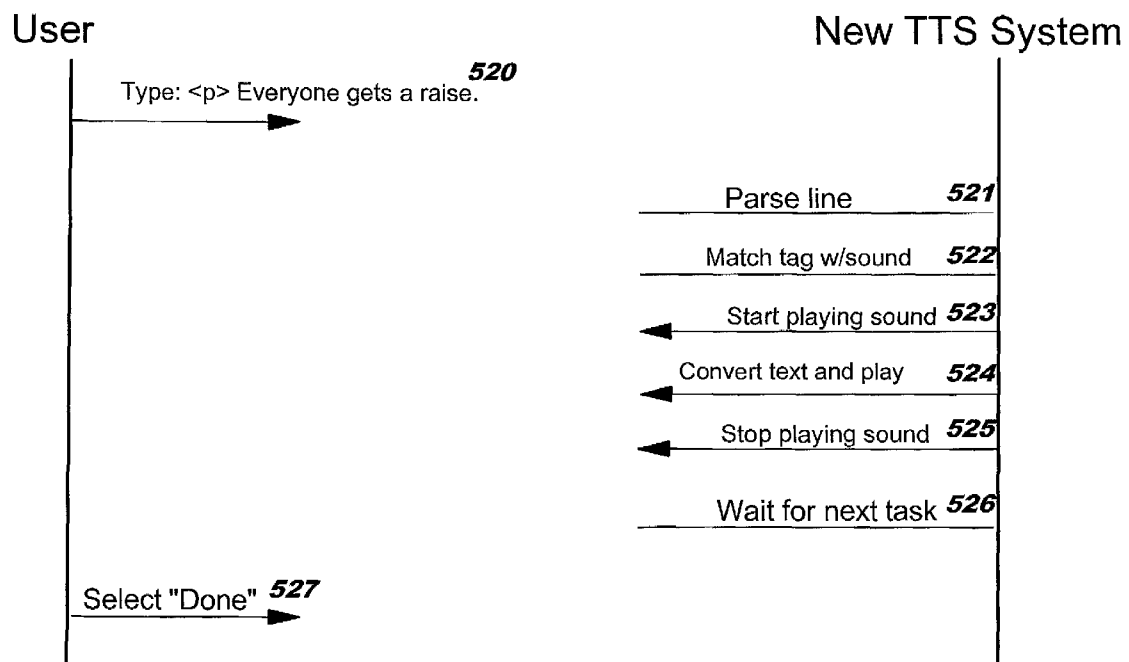 User
New TTS System
520
Type: <p> Everyone gets a raise.
Parse line 521
Match tag w/sound 522
Start playing sound 523
Convert text and play 524
Stop playing sound 525
Wait for next task 526
Select "Done" 527